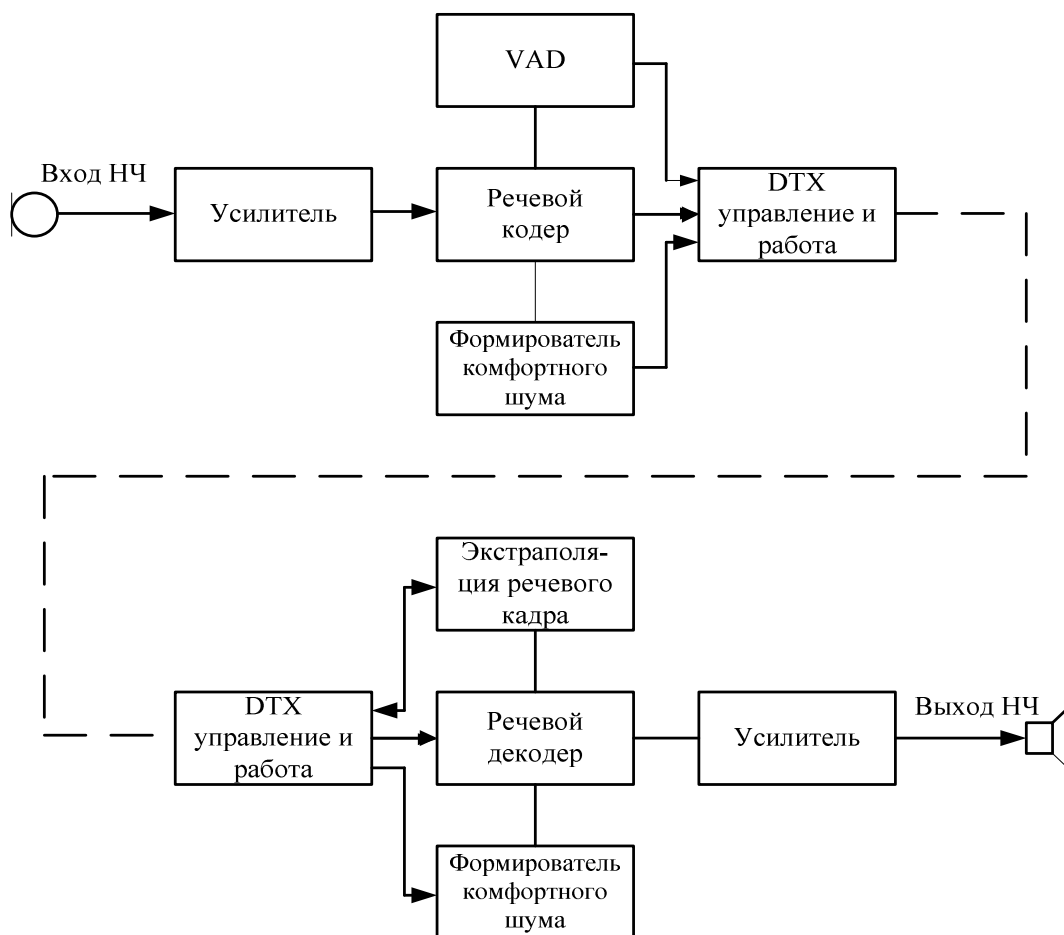 VAD
Вход НЧ
Усилитель
Речевой
кодер
DTX
управление и
работа
Формирователь
комфортного
шума
Экстраполя-
ция речевого
кадра
DTX
управление и
работа
Речевой
декодер
Усилитель
Выход НЧ
Формирователь
комфортного
шума